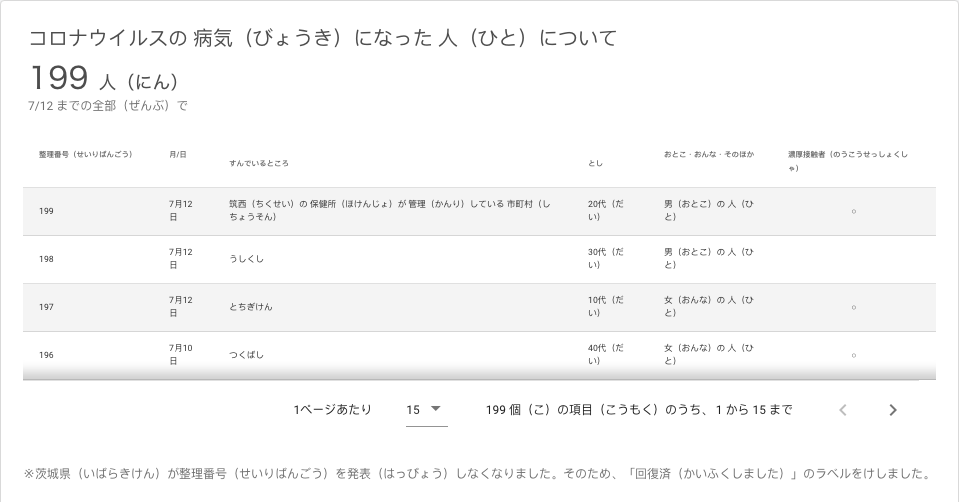 コロナウイルスの 病気（びょうき）になった 人（ひと）について
199 人（にん）
7/12 までの全部（ぜんぶ）で
整理番号（せいりばんごう） 月/日 すんでいるところ とし おとこ・おんな・そのほか 濃厚接触者（のうこうせっしょくし
ゃ）
199 7月12 筑西（ちくせい）の 保健所（ほけんじょ）が 管理（かんり）している 市町村（し 20代（だ 男（おとこ）の 人（ひ ○
日 ちょうそん） い） と）
198 7月12 うしくし 30代（だ 男（おとこ）の 人（ひ
日 い） と）
197 7月12 とちぎけん 10代（だ 女（おんな）の 人（ひ ○
日 い） と）
196 7月10 つくばし 40代（だ 女（おんな）の 人（ひ ○
日 い） と）
1ページあたり 15 199 個（こ）の項目（こうもく）のうち、1 から 15 まで
※茨城県（いばらきけん）が整理番号（せいりばんごう）を発表（はっぴょう）しなくなりました。そのため、「回復済（かいふくしました）」のラベルをけしました。